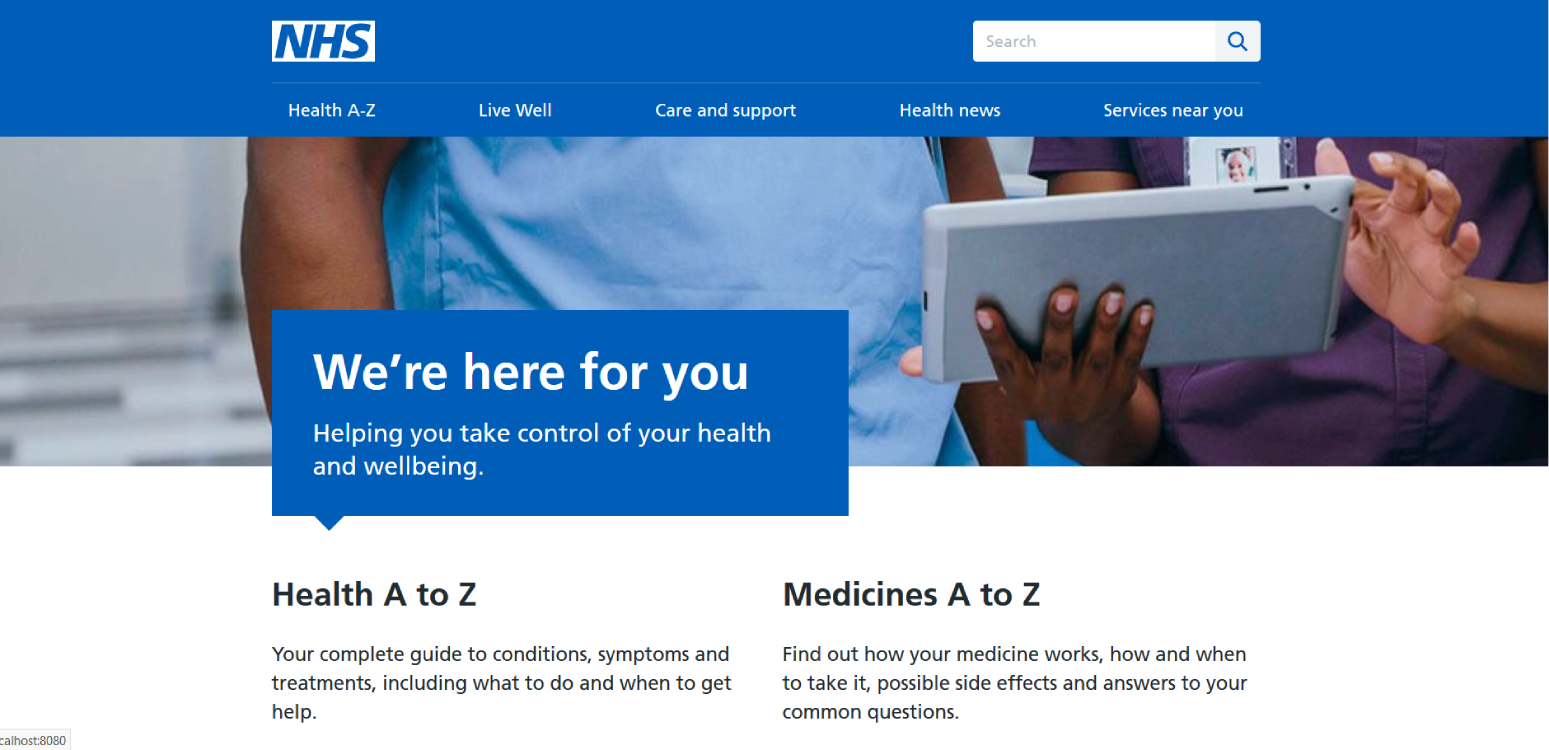 NHS
Search
Health A-Z
Live Well
Care and support
Health news
Services near you
We’re here for you
Helping you take control of your health
and wellbeing.
Health A to Z
Your complete guide to conditions, symptoms and
treatments, including what to do and when to get
help.
Medicines A to Z
Find out how your medicine works, how and when
to take it, possible side effects and answers to your
common questions.
calhost:8080